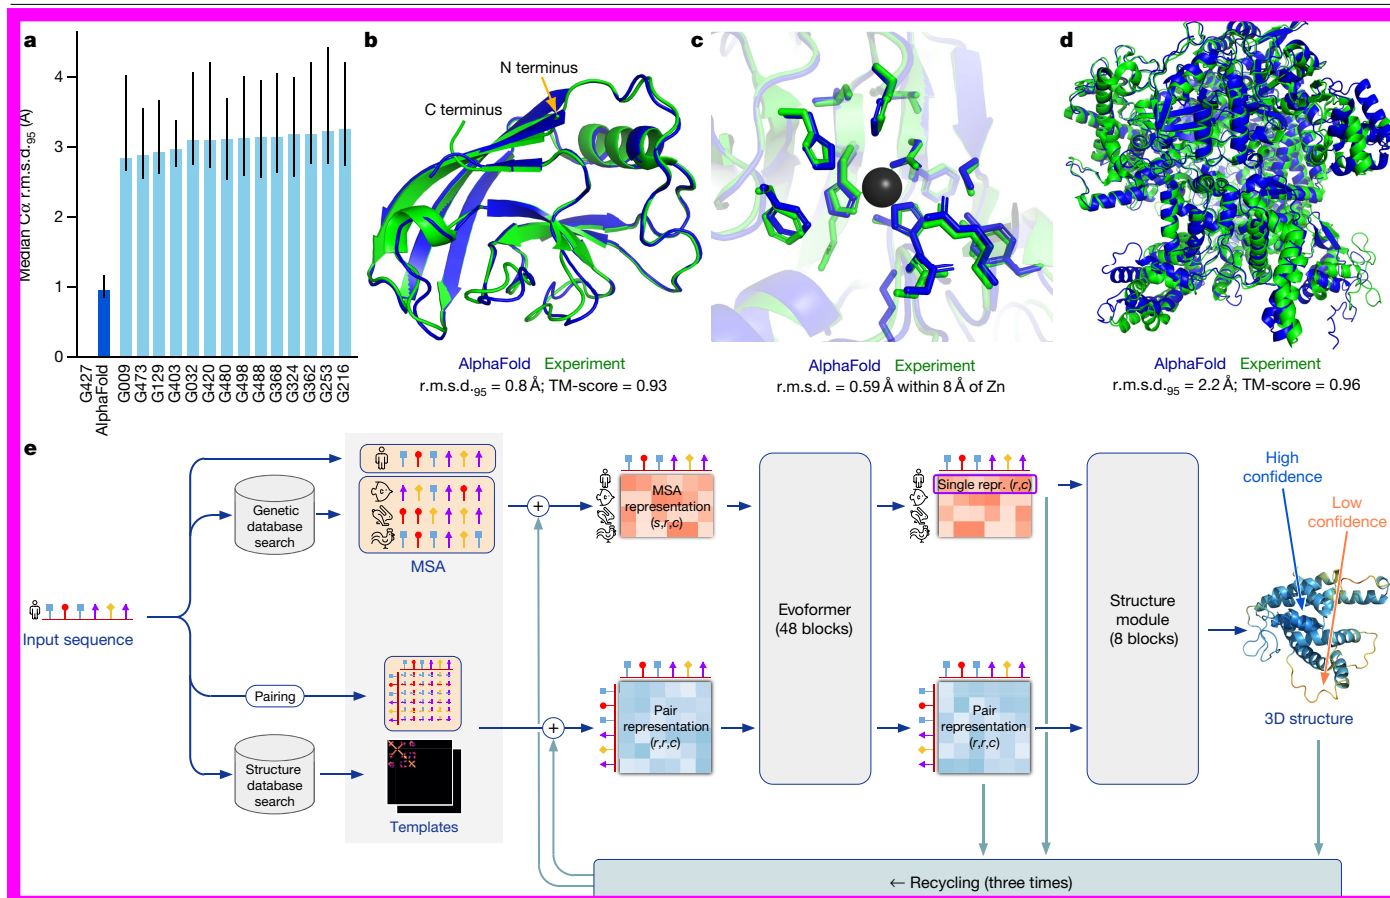 a
b
c
d
Median Cα r.m.s.d.95 (Å)
4
3
2
1
0
G427
AlphaFold
G009
G473
G129
G403
G032
G420
G480
G498
G488
G368
G324
G362
G253
G216
N terminus
C terminus
AlphaFold Experiment
r.m.s.d.95 = 0.8 Å; TM-score = 0.93
AlphaFold Experiment
r.m.s.d. = 0.59 Å within 8 Å of Zn
AlphaFold Experiment
r.m.s.d.95 = 2.2 Å; TM-score = 0.96
e
Input sequence
Genetic
database
search
Pairing
Structure
database
search
MSA
Templates
+
+
MSA
representation
(s,r,c)
Pair
representation
(r,r,c)
Evoformer
(48 blocks)
Single repr. (r,c)
Pair
representation
(r,r,c)
Structure
module
(8 blocks)
High
confidence
Low
confidence
3D structure
← Recycling (three times)